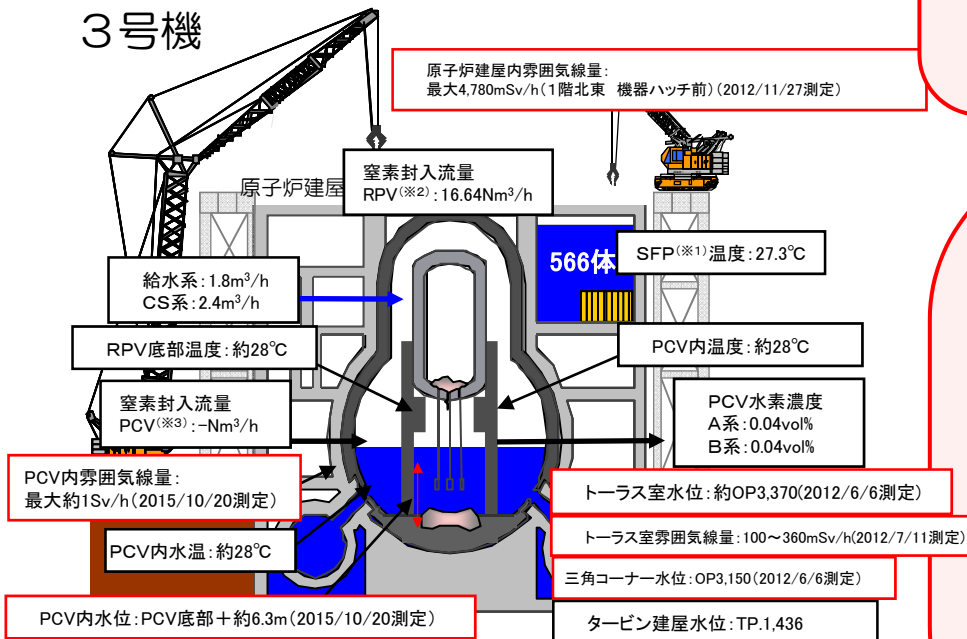 3号機
原子炉建屋内雰囲気線量:
最大4,780mSv/h(1階北東 機器ハッチ前)(2012/11/27測定)
窒素封入流量
RPV(※2):16.64Nm³/h
原子炉建屋
566体
SFP(※1)温度:27.3℃
給水系:1.8m³/h
CS系:2.4m³/h
RPV底部温度:約28℃
PCV内温度:約28℃
窒素封入流量
PCV(※3):-Nm³/h
PCV水素濃度
A系:0.04vol%
B系:0.04vol%
PCV内雰囲気線量:
最大約1Sv/h(2015/10/20測定)
トーラス室水位:約OP3,370(2012/6/6測定)
トーラス室雰囲気線量:100~360mSv/h(2012/7/11測定)
PCV内水温:約28℃
三角コーナー水位:OP3,150(2012/6/6測定)
PCV内水位:PCV底部+約6.3m(2015/10/20測定)
タービン建屋水位:TP.1,436